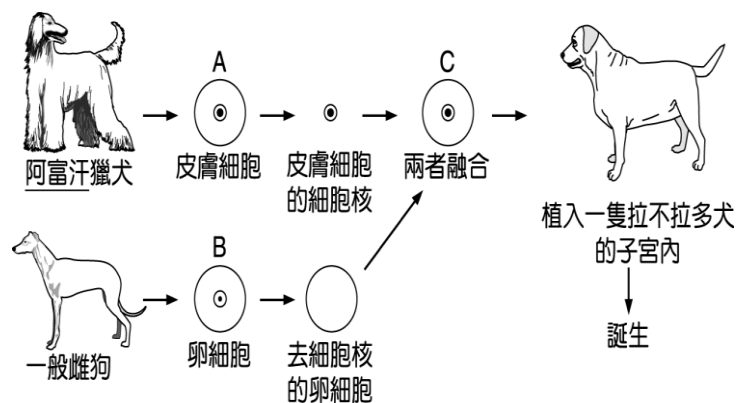 A
C
阿富汗獵犬
皮膚細胞
皮膚細胞
的細胞核
兩者融合
植入一隻拉不拉多犬
的子宮內
誕生
B
一般雌狗
卵細胞
去細胞核
的卵細胞